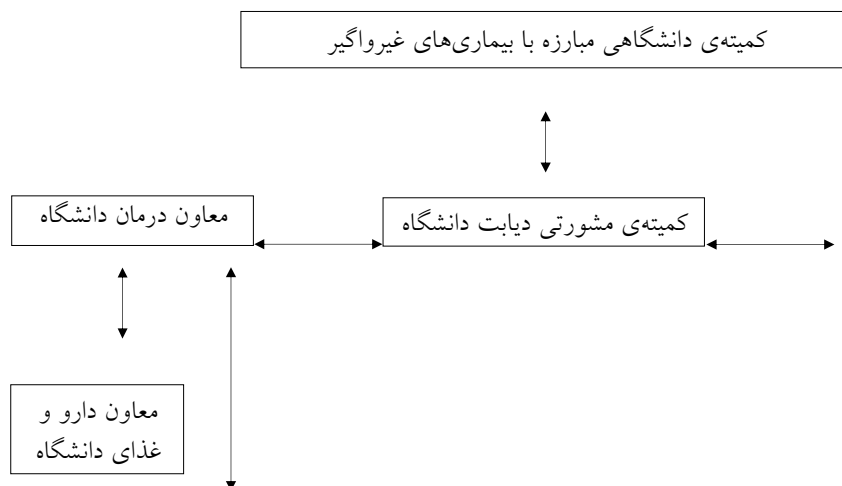 کمیته‌ی دانشگاهی مبارزه با بیماری‌های غیرواگیر
کمیته‌ی مشورتی دیابت دانشگاه
معاون درمان دانشگاه
معاون دارو و
غذای دانشگاه